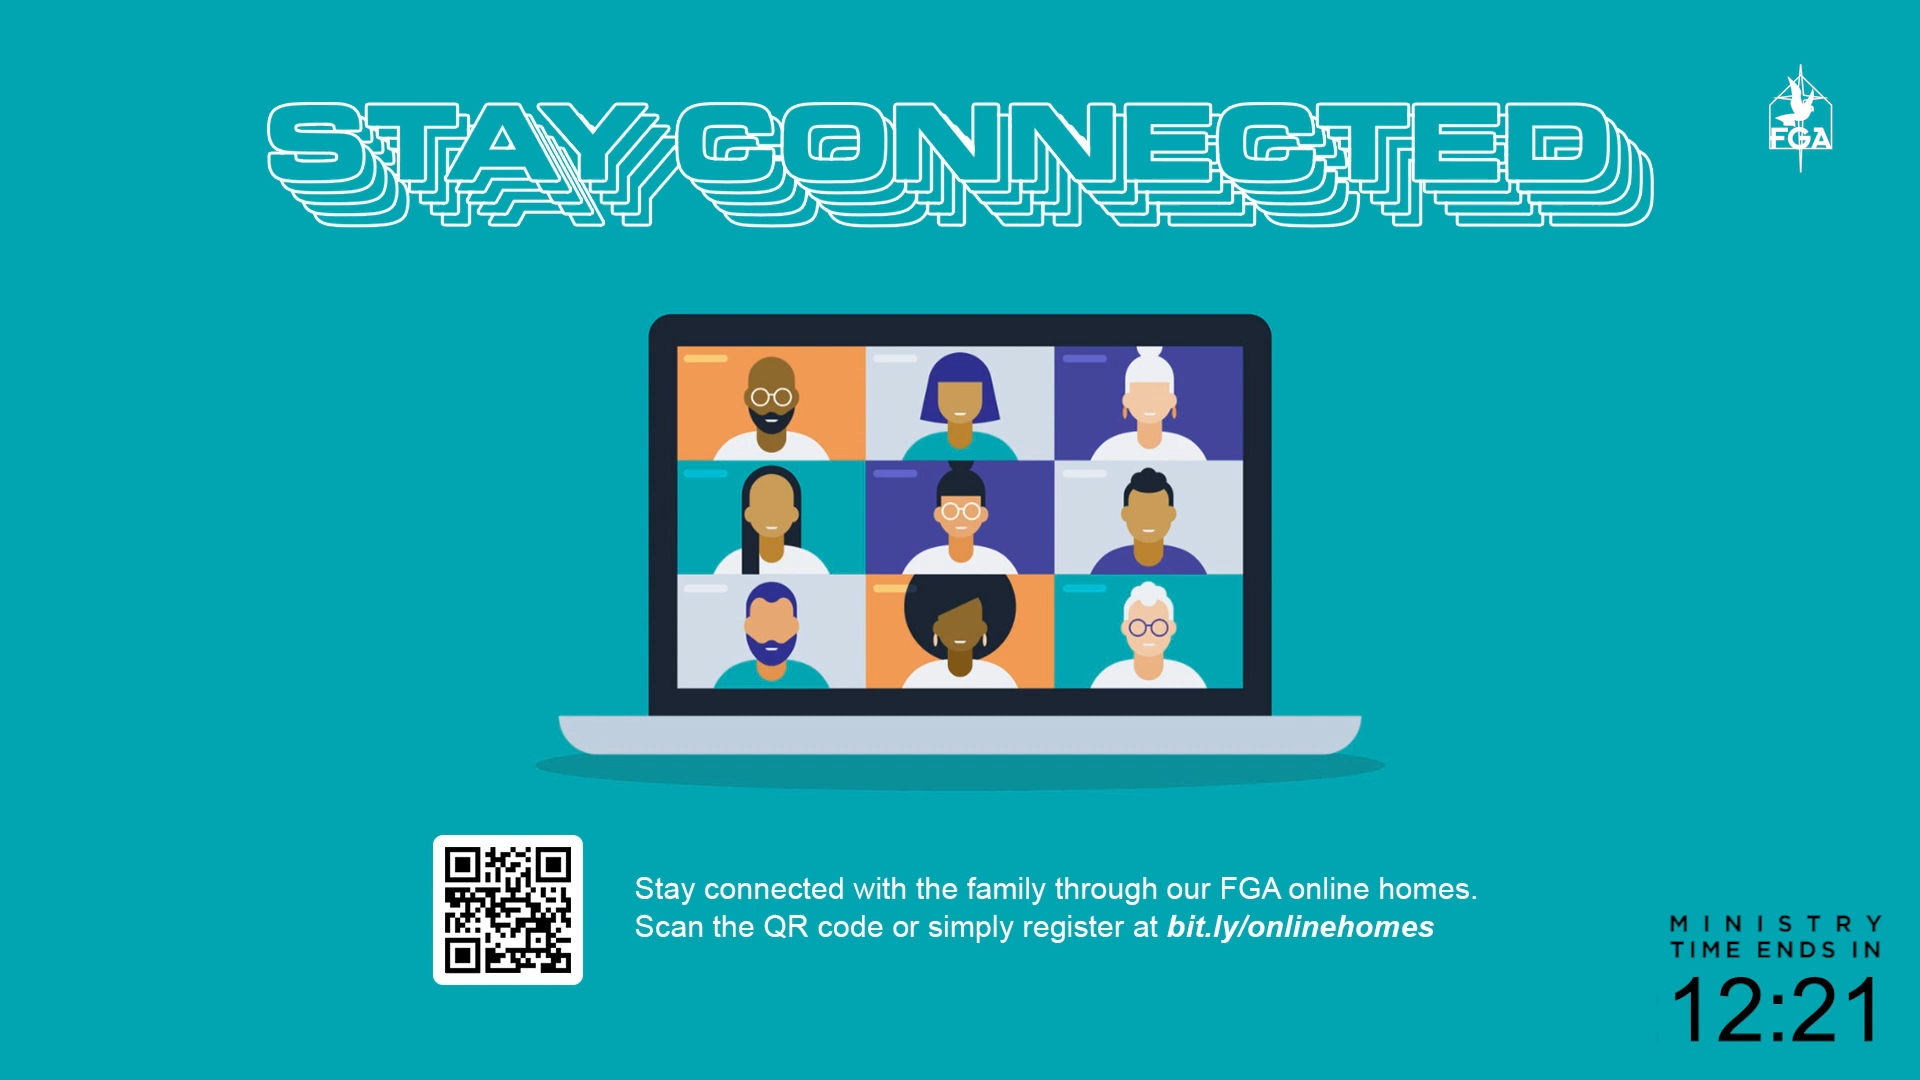 STAY CONNECTED
FGA
Stay connected with the family through our FGA online homes.
Scan the QR code or simply register at bit.ly/onlinehomes
MINISTRY
TIME ENDS IN
12:21